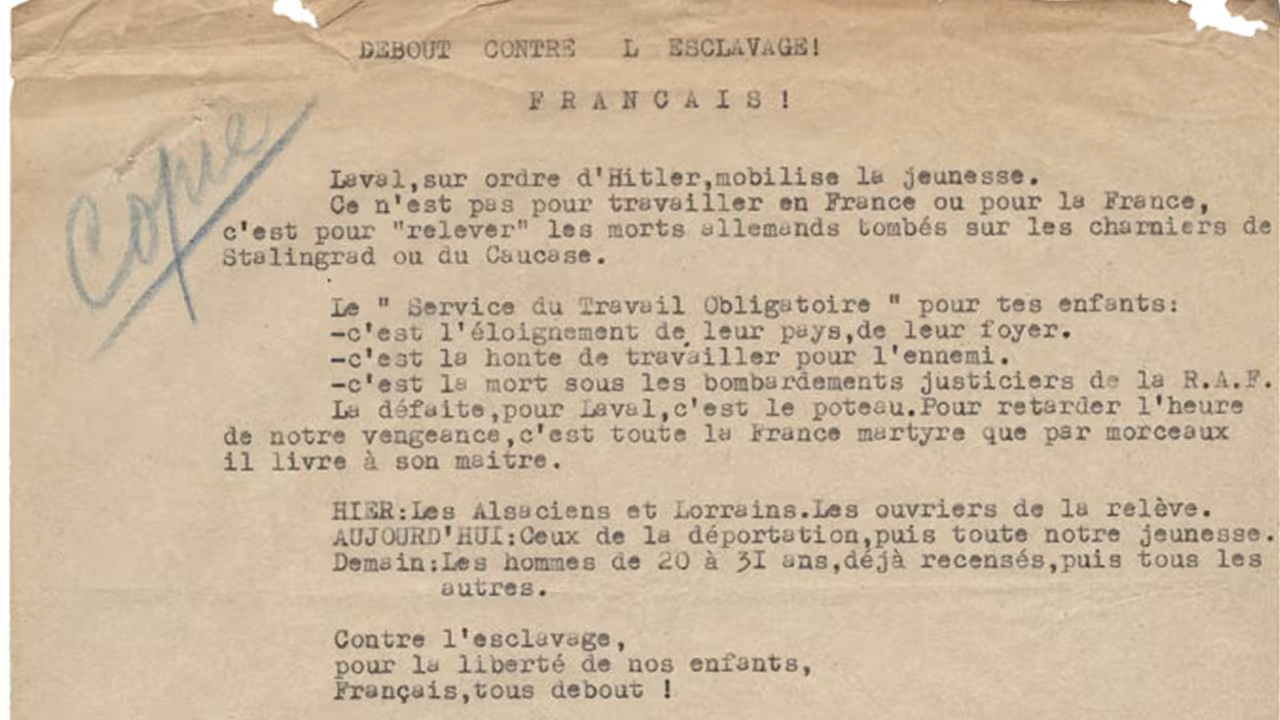 DEBOUT CONTRE L ESCLAVAGE!
FRANCAIS!
Copie
Laval,sur ordre d'Hitler,mobilise la jeunesse.
Ce n'est pas pour travailler en France ou pour la France,
c'est pour "relever" les morts allemands tombés sur les charniers de
Stalingrad ou du Caucase.
Le " Service du Travail Obligatoire " pour tes enfants:
-c'est l'éloignement de leur pays,de leur foyer.
-c'est la honte de travailler pour l'ennemi.
-c'est la mort sous les bombardements justiciers de la R.A.F.
La défaite,pour Laval,c'est le poteau.Pour retarder l'heure
de notre vengeance,c'est toute la France martyre que par morceaux
il livre à son maitre.
HIER:Les Alsaciens et Lorrains.Les ouvriers de la relève.
AUJOURD'HUI:Ceux de la déportation,puis toute notre jeunesse.
Demain:Les hommes de 20 à 3I ans,déjà recensés,puis tous les
autres.
Contre l'esclavage,
pour la liberté de nos enfants,
Français,tous debout !